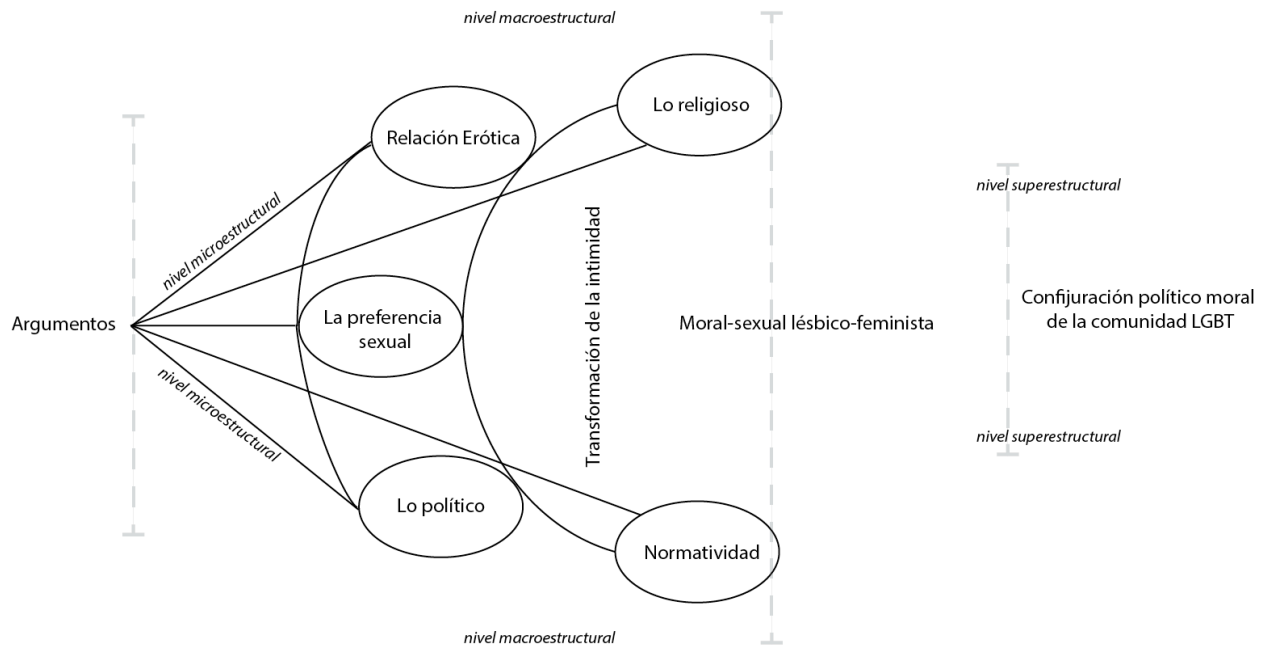 nivel macroestructural
Lo religioso
Relación Erótica
nivel superestructural
nivel microestructural
Transformación de la intimidad
Argumentos
La preferencia
sexual
Moral-sexual lésbico-feminista
Confijuración político moral
de la comunidad LGBT
nivel microestructural
nivel superestructural
Lo político
Normatividad
nivel macroestructural